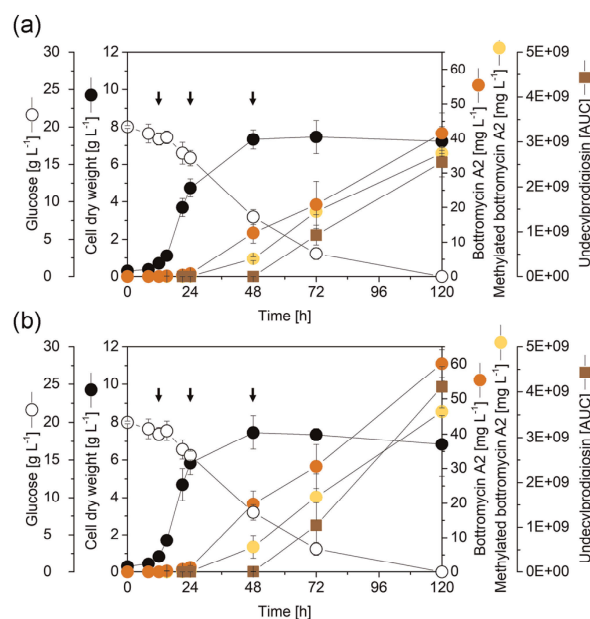 (a)
30
25
20
15
10
5
0
Glucose [g L⁻¹]
12
10
8
6
4
2
0
Cell dry weight [g L⁻¹]
0 24 48 72 96 120
Time [h]
60
50
40
30
20
10
0
Bottromycin A2 [mg L⁻¹]
Methylated bottromycin A2 [mg L⁻¹]
5E+09
4E+09
3E+09
2E+09
1E+09
0E+00
Undecylprodigiosin [AUC]
(b)
30
25
20
15
10
5
0
Glucose [g L⁻¹]
12
10
8
6
4
2
0
Cell dry weight [g L⁻¹]
0 24 48 72 96 120
Time [h]
60
50
40
30
20
10
0
Bottromycin A2 [mg L⁻¹]
Methylated bottromycin A2 [mg L⁻¹]
5E+09
4E+09
3E+09
2E+09
1E+09
0E+00
Undecylprodigiosin [AUC]